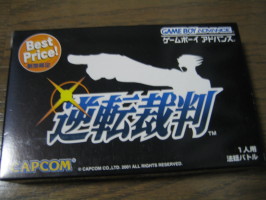 Best
Price!
GAME BOY ADVANCE
ゲームボーイ アドバンス
逆転裁判
TM
CAPCOM
© CAPCOM CO.,LTD. 2001 ALL RIGHTS RESERVED.
1人用
法廷バトル